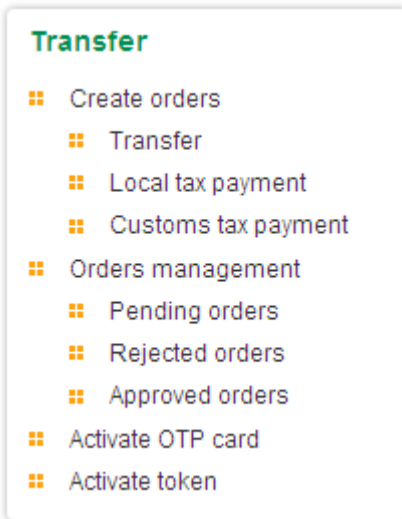 Transfer
Create orders
Transfer
Local tax payment
Customs tax payment
Orders management
Pending orders
Rejected orders
Approved orders
Activate OTP card
Activate token